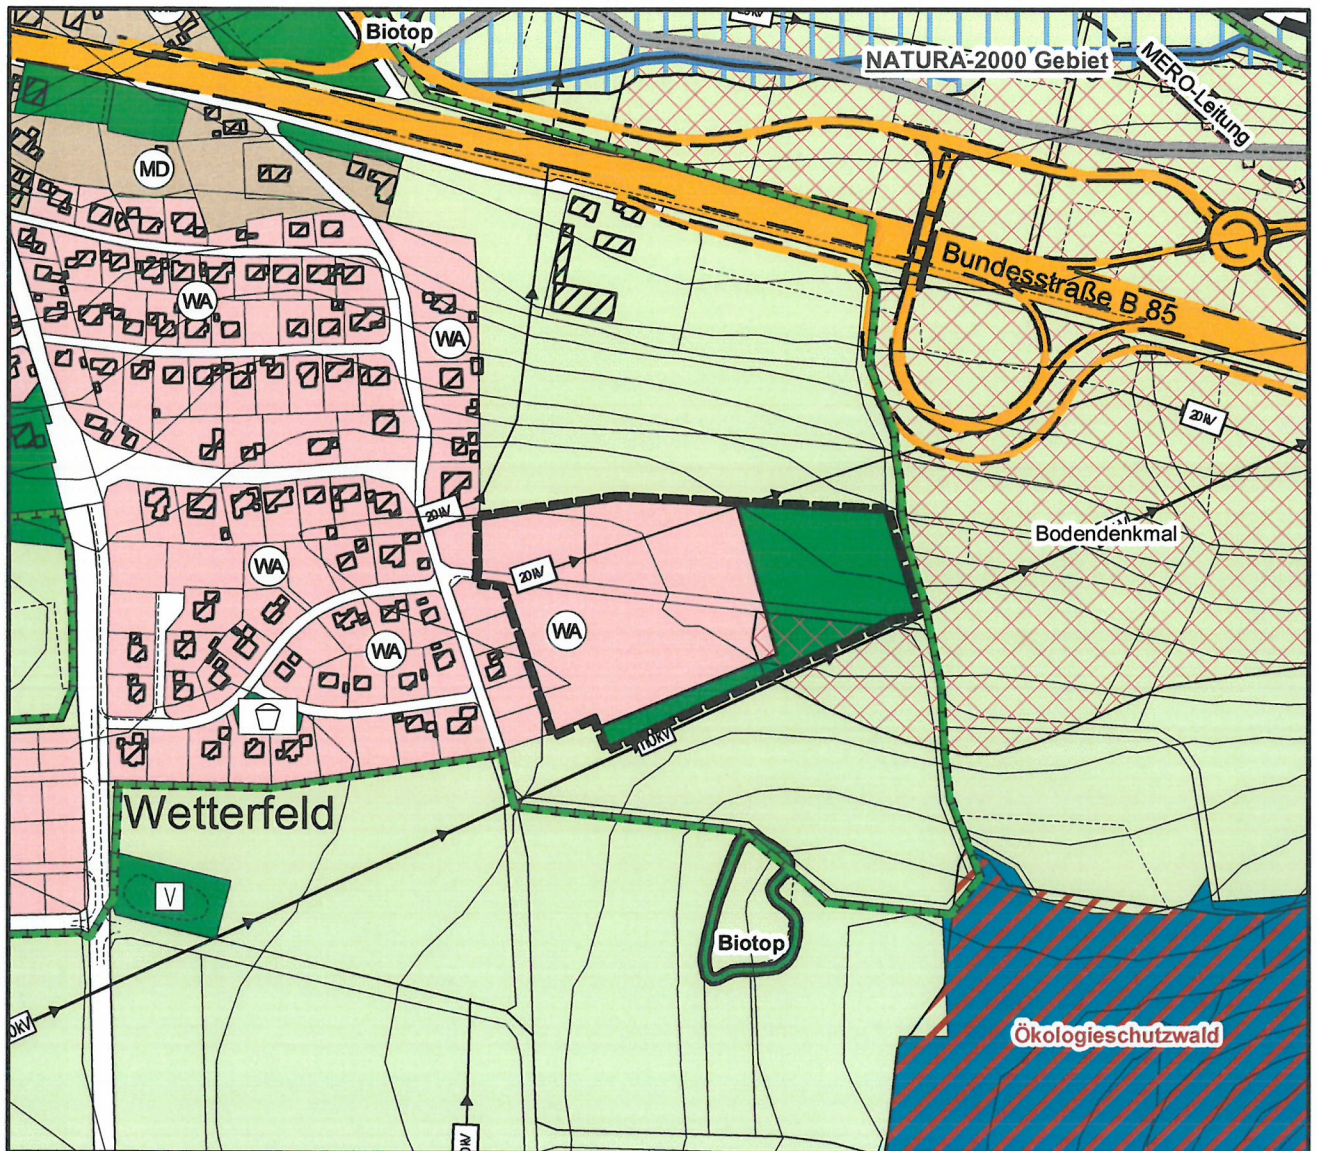 Biotop
20kV
NATURA-2000 Gebiet
MERO-Leitung
MD
WA
WA
Bundesstraße B 85
20kV
20kV
Bodendenkmal
WA
20kV
WA
WA
110kV
Wetterfeld
V
Biotop
Ökologieschutzwald